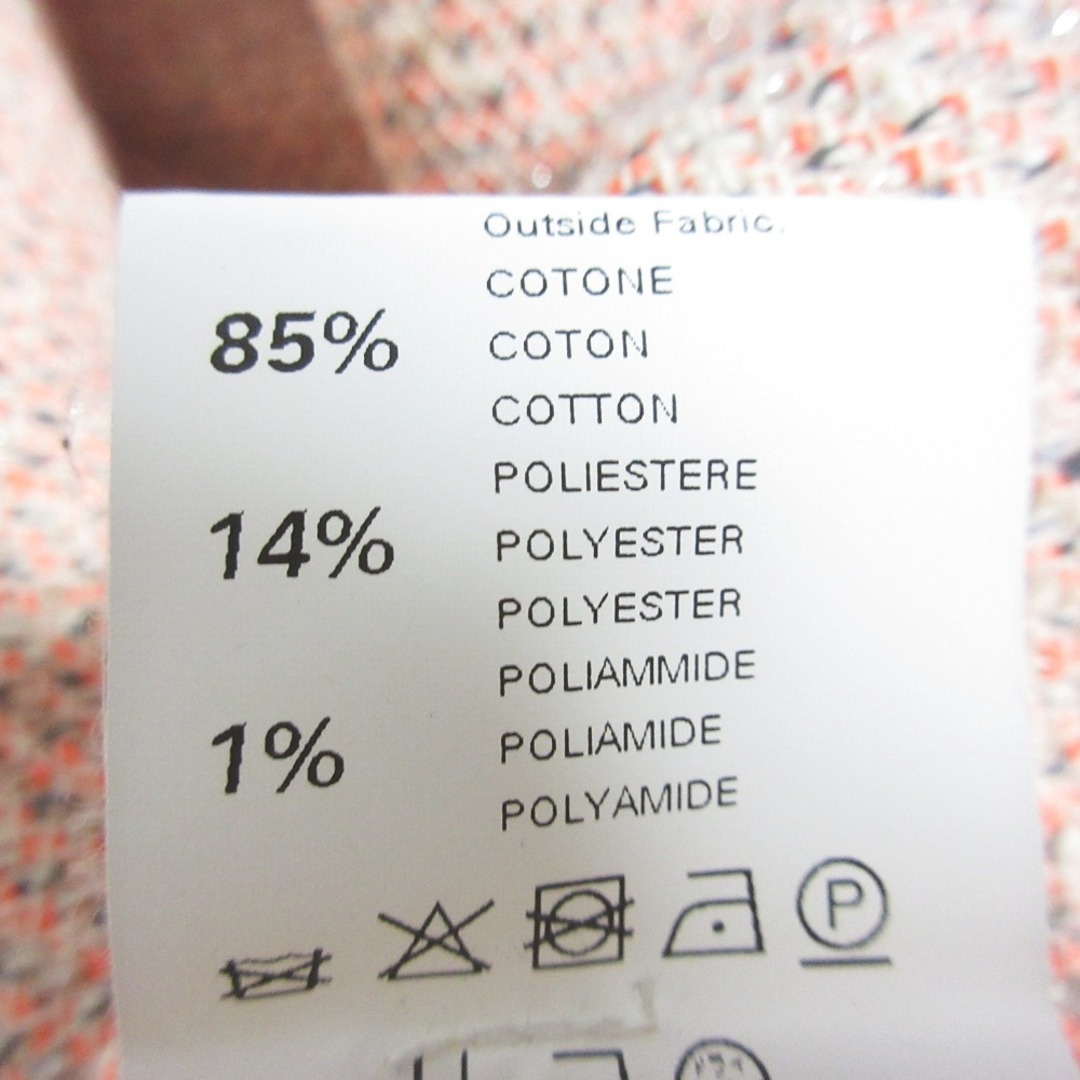 Outside Fabric.
COTONE
85% COTON
COTTON
POLIESTERE
14% POLYESTER
POLYESTER
POLIAMMIDE
1% POLIAMIDE
POLYAMIDE
P